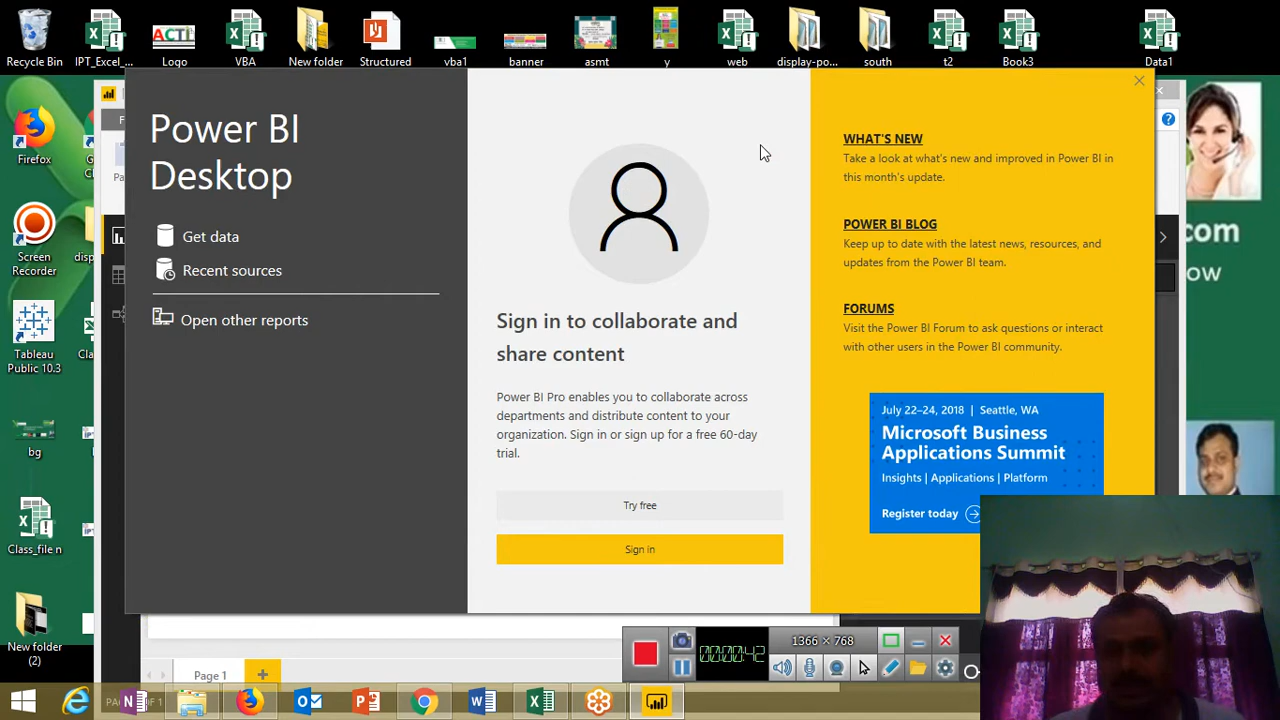 Recycle Bin
IPT_Excel_...
ACTI
Logo
VBA
New folder
Structured
vba1
banner
asmt
y
web
display-po...
south
t2
Book3
Data1
Firefox
Screen
Recorder
Tableau
Public 10.3
bg
Class_file n
New folder
(2)
Power BI
Desktop
Get data
Recent sources
Open other reports
Sign in to collaborate and
share content
Power BI Pro enables you to collaborate across
departments and distribute content to your
organization. Sign in or sign up for a free 60-day
trial.
Try free
Sign in
WHAT'S NEW
Take a look at what's new and improved in Power BI in
this month's update.
POWER BI BLOG
Keep up to date with the latest news, resources, and
updates from the Power BI team.
FORUMS
Visit the Power BI Forum to ask questions or interact
with other users in the Power BI community.
July 22–24, 2018 | Seattle, WA
Microsoft Business
Applications Summit
Insights | Applications | Platform
Register today
.com
ow
Page 1
00:00:42
1366 × 768